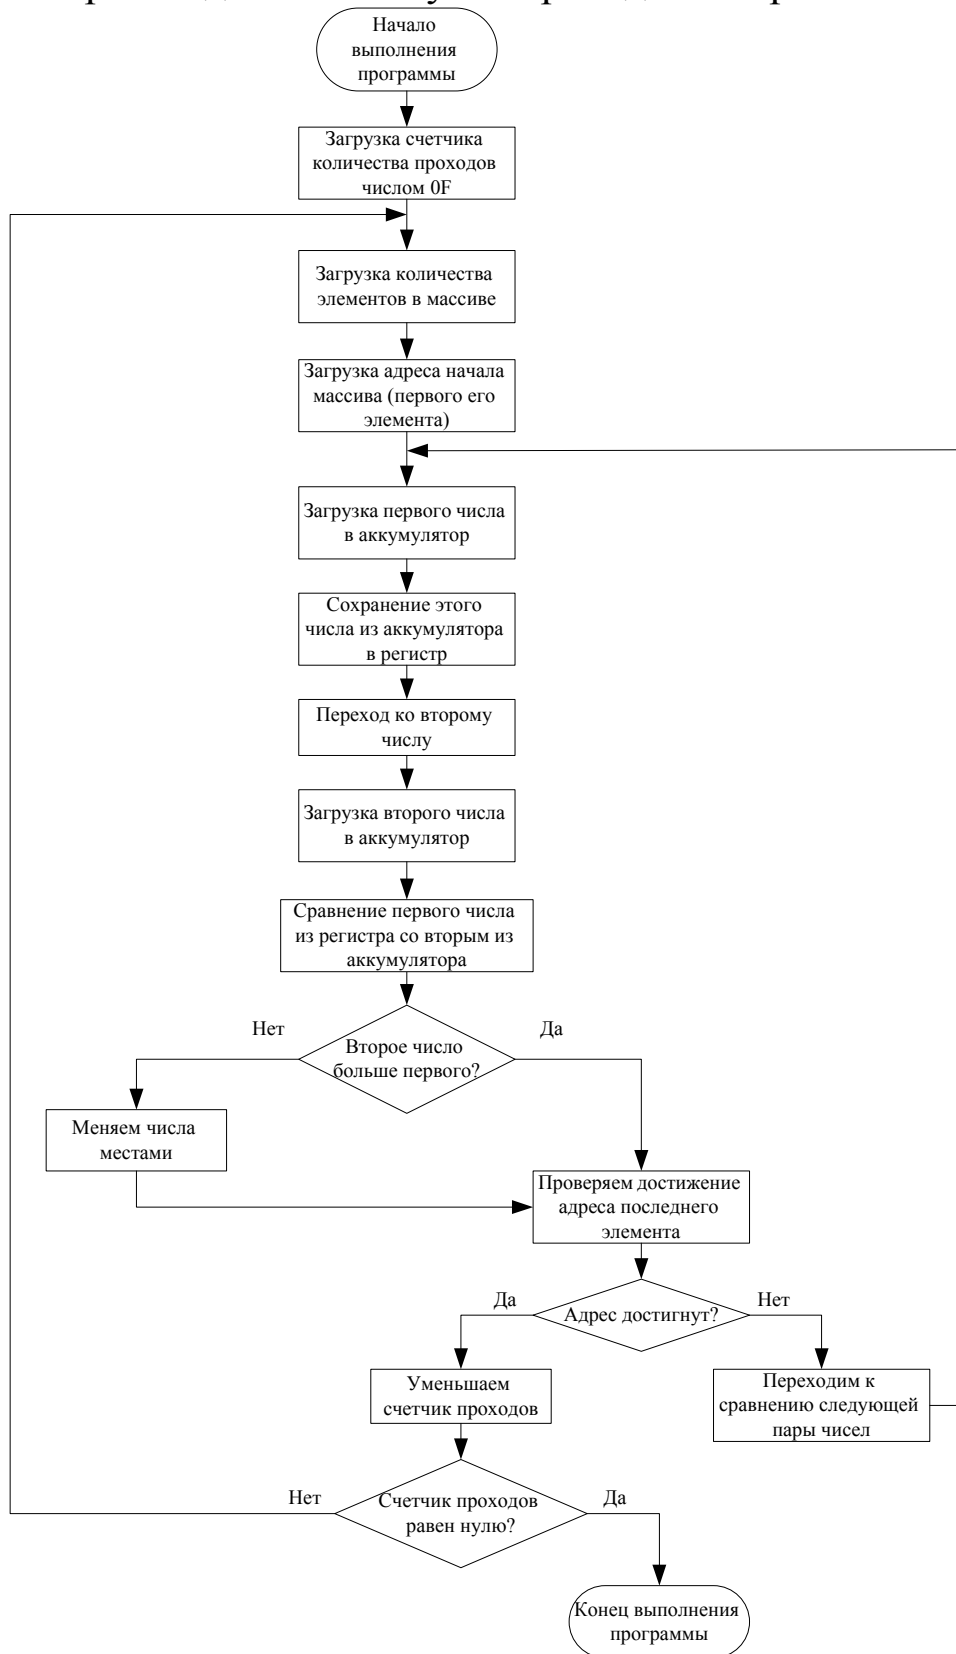 Начало
выполнения
программы
Загрузка счетчика
количества проходов
числом 0F
Загрузка количества
элементов в массиве
Загрузка адреса начала
массива (первого его
элемента)
Загрузка первого числа
в аккумулятор
Сохранение этого
числа из аккумулятора
в регистр
Переход ко второму
числу
Загрузка второго числа
в аккумулятор
Сравнение первого числа
из регистра со вторым из
аккумулятора
Нет
Да
Второе число
больше первого?
Меняем числа
местами
Проверяем достижение
адреса последнего
элемента
Да
Адрес достигнут?
Нет
Уменьшаем
счетчик проходов
Переходим к
сравнению следующей
пары чисел
Нет
Счетчик проходов
равен нулю?
Да
Конец выполнения
программы